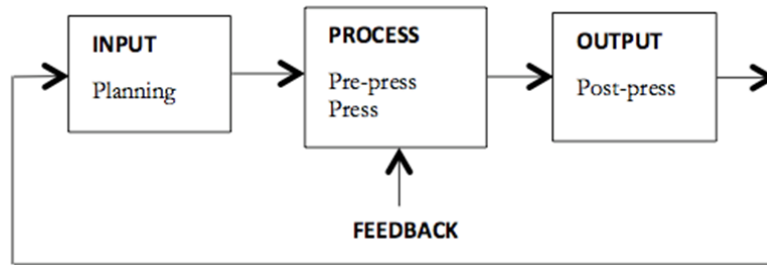 INPUT
Planning
PROCESS
Pre-press
Press
OUTPUT
Post-press
FEEDBACK